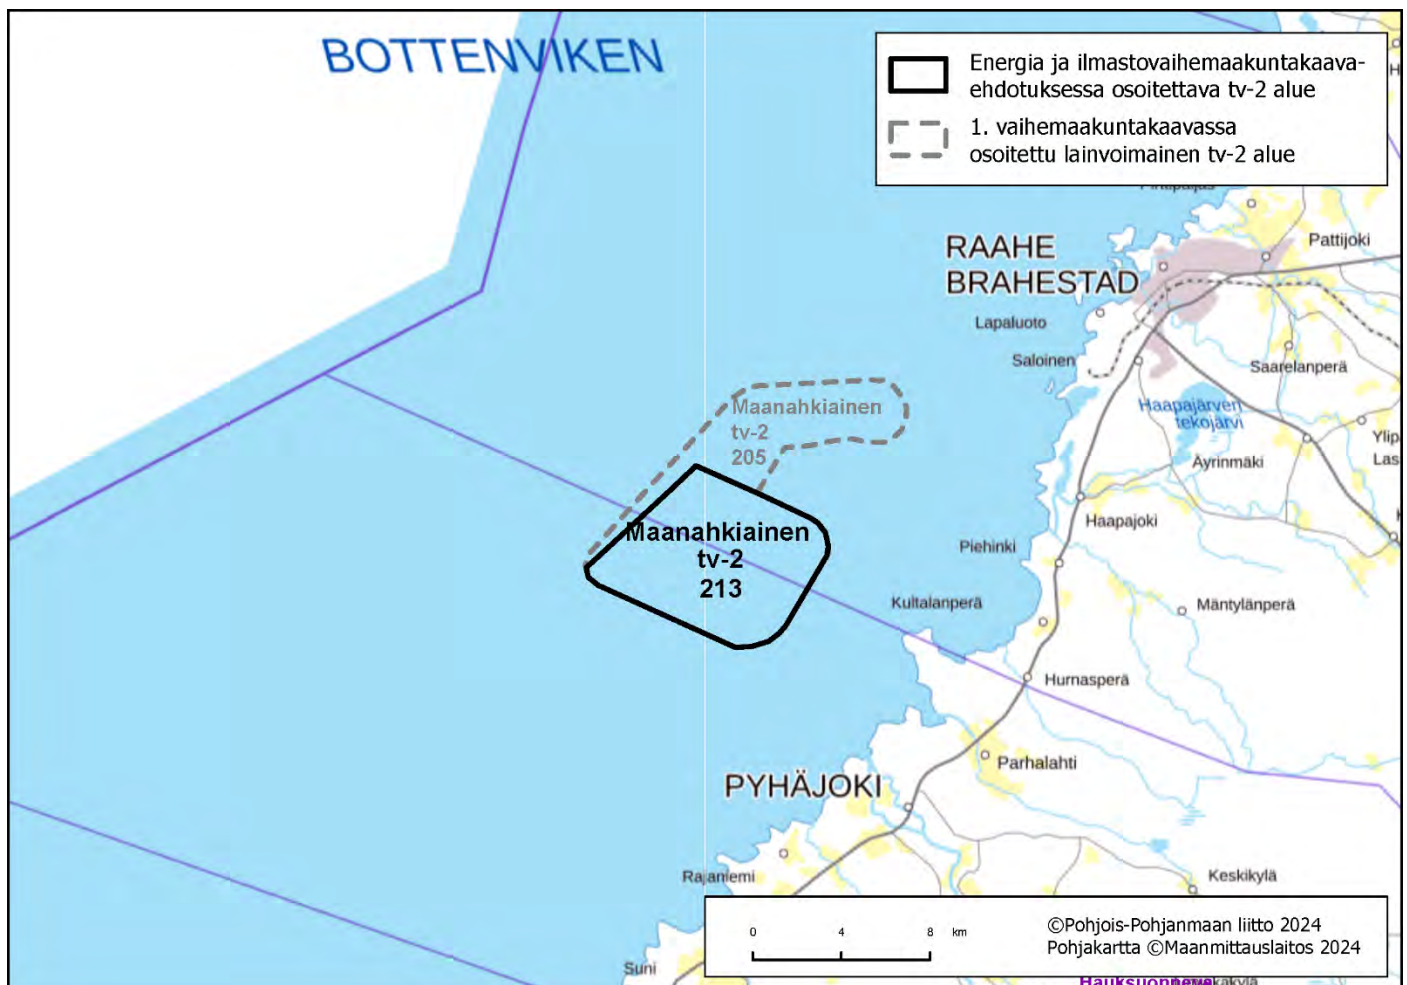 BOTTENVIKEN
Energia ja ilmastovaihemaakuntakaava-
ehdotuksessa osoitettava tv-2 alue
1. vaihemaakuntakaavassa
osoitettu lainvoimainen tv-2 alue
Pattijoki
RAAHE
BRAHESTAD
Lapaluoto
Saloinen
Saarelanperä
Haapajärven
tekojärvi
Ylip
Las
Äyrinmäki
Maanahkiainen
tv-2
205
Haapajoki
Maanahkiainen
tv-2
213
Piehinki
Kultalanperä
Mäntylänperä
Hurnasperä
Parhalahti
PYHÄJOKI
Rajaniemi
Keskikylä
0 4 8 km
©Pohjois-Pohjanmaan liitto 2024
Pohjakartta ©Maanmittauslaitos 2024
Suni